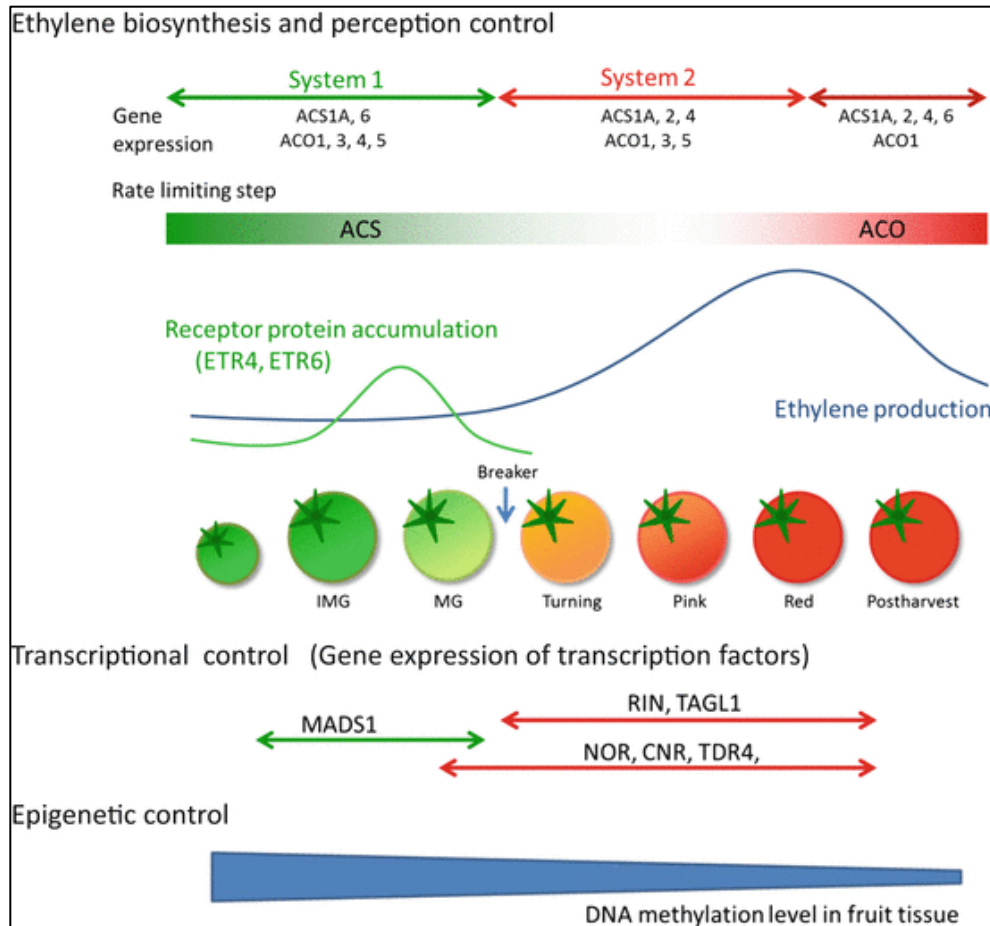 Ethylene biosynthesis and perception control
System 1
System 2
Gene
expression
ACS1A, 6
ACO1, 3, 4, 5
ACS1A, 2, 4
ACO1, 3, 5
ACS1A, 2, 4, 6
ACO1
Rate limiting step
ACS
ACO
Receptor protein accumulation
(ETR4, ETR6)
Ethylene production
Breaker
IMG
MG
Turning
Pink
Red
Postharvest
Transcriptional control (Gene expression of transcription factors)
RIN, TAGL1
MADS1
NOR, CNR, TDR4,
Epigenetic control
DNA methylation level in fruit tissue